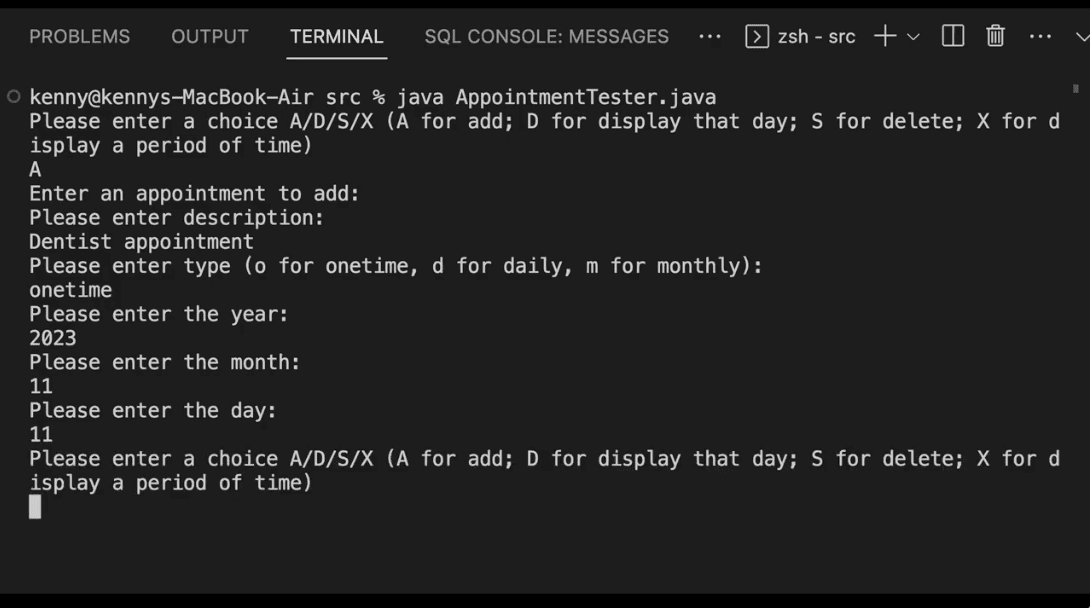 PROBLEMS OUTPUT TERMINAL SQL CONSOLE: MESSAGES ... zsh - src ...
kenny@kennys-MacBook-Air src % java AppointmentTester.java
Please enter a choice A/D/S/X (A for add; D for display that day; S for delete; X for d
isplay a period of time)
A
Enter an appointment to add:
Please enter description:
Dentist appointment
Please enter type (o for onetime, d for daily, m for monthly):
onetime
Please enter the year:
2023
Please enter the month:
11
Please enter the day:
11
Please enter a choice A/D/S/X (A for add; D for display that day; S for delete; X for d
isplay a period of time)